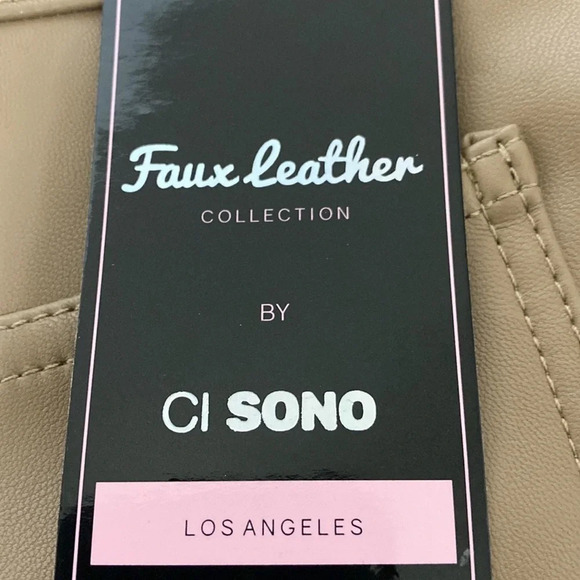 Faux Leather
COLLECTION
BY
CI SONO
LOS ANGELES